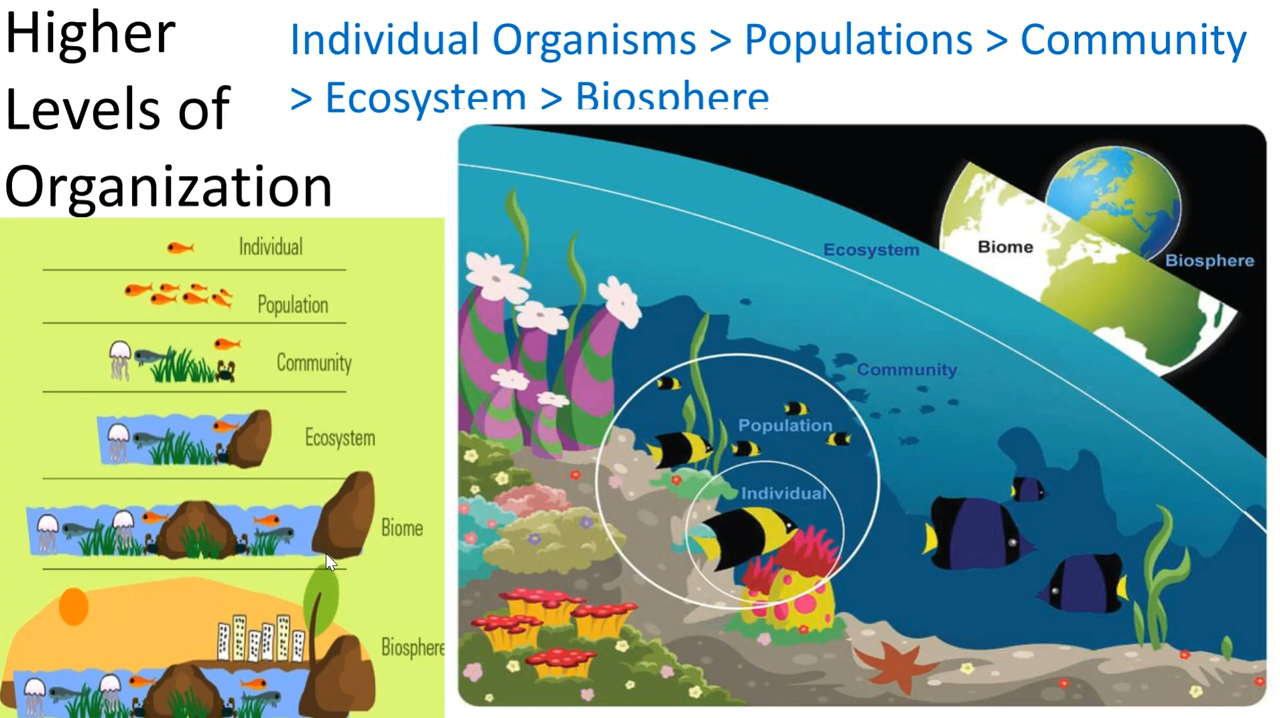 Higher
Levels of
Organization
Individual Organisms > Populations > Community
> Ecosystem > Biosphere
Individual
Population
Community
Ecosystem
Biome
Biosphere
Ecosystem
Biome
Biosphere
Community
Population
Individual